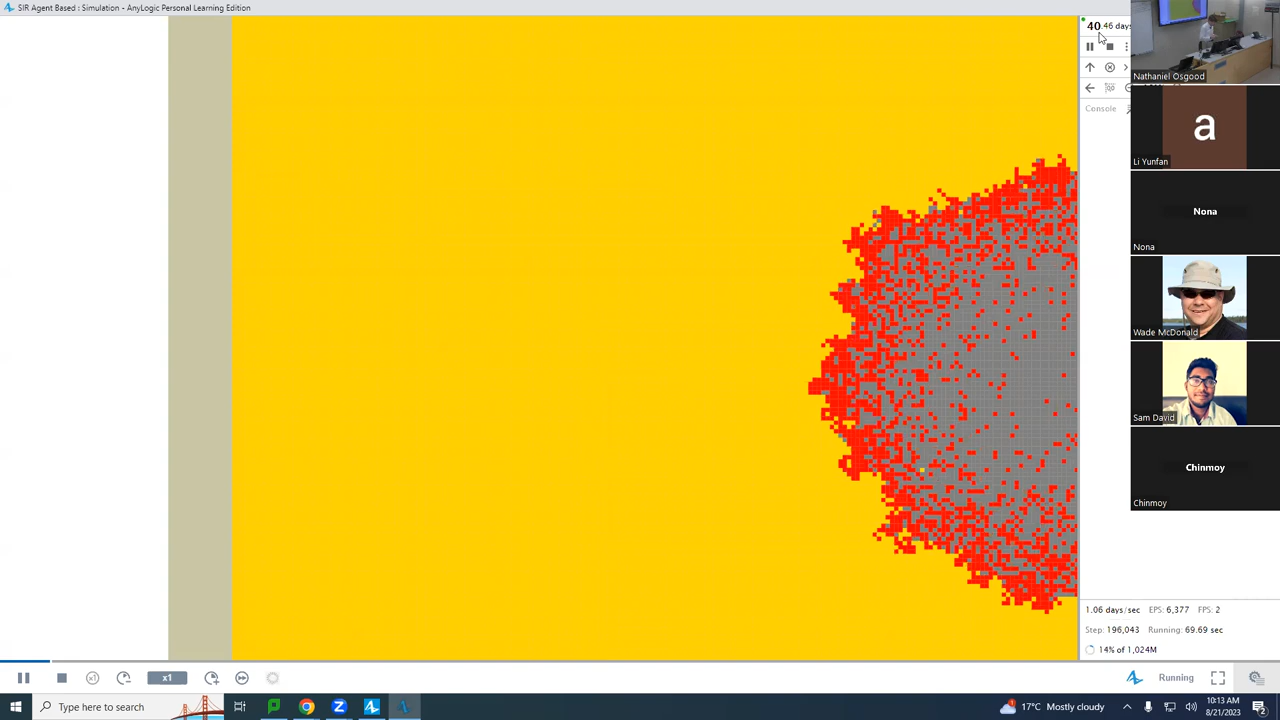 SIR Agent Based : Simulation - AnyLogic Personal Learning Edition
40.46 days
Nathaniel Osgood
Console
a
Li Yunfan
Nona
Nona
Wade McDonald
Sam David
Chinmoy
Chinmoy
1.06 days/sec EPS: 6,377 FPS: 2
Step: 196,043 Running: 69.69 sec
14% of 1,024M
x1
x1
Running
Type here to search
17°C Mostly cloudy
10:13 AM
8/21/2023
2